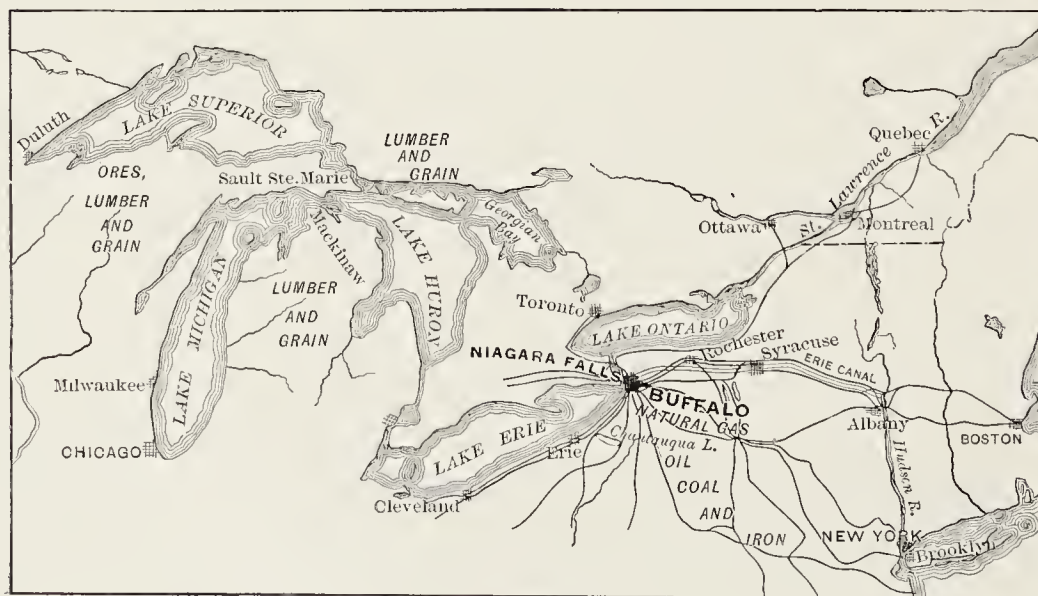 Duluth
LAKE SUPERIOR
ORES,
LUMBER
AND
GRAIN
Sault Ste. Marie
LUMBER
AND
GRAIN
Mackinaw
Georgian
Bay
LAKE HURON
LAKE MICHIGAN
LUMBER
AND
GRAIN
Milwaukee
CHICAGO
Quebec
St. Lawrence R.
Ottawa
Montreal
Toronto
LAKE ONTARIO
Rochester
Syracuse
NIAGARA FALLS
ERIE CANAL
BUFFALO
NATURAL GAS
Albany
BOSTON
LAKE ERIE
Erie
Chautauqua L.
OIL
COAL
AND
IRON
Cleveland
Hudson R.
NEW YORK
Brooklyn